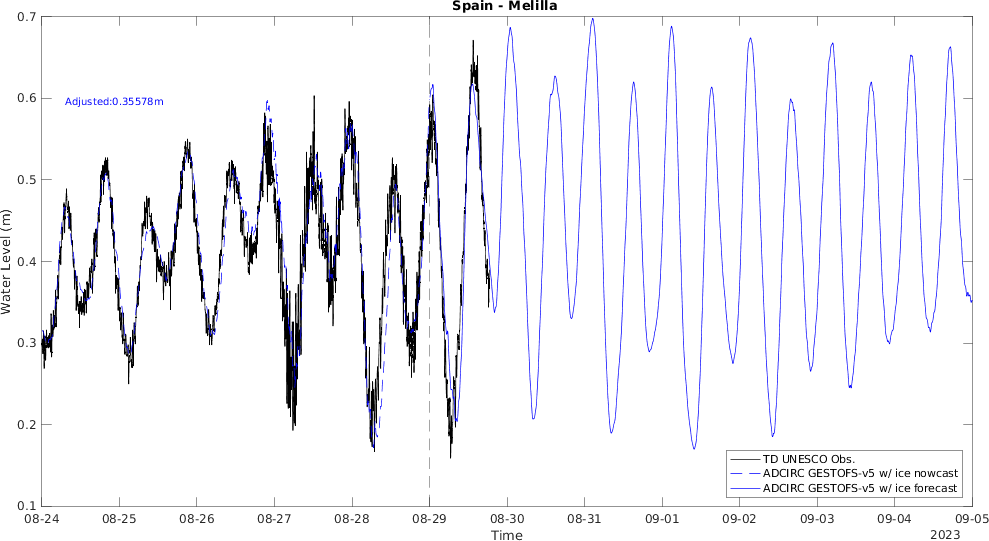 Spain - Melilla
Adjusted:0.35578m
Water Level (m)
0.7
0.6
0.5
0.4
0.3
0.2
0.1
TD UNESCO Obs.
ADCIRC GESTOFS-v5 w/ ice nowcast
ADCIRC GESTOFS-v5 w/ ice forecast
08-24 08-25 08-26 08-27 08-28 08-29 08-30 08-31 09-01 09-02 09-03 09-04 09-05
Time
2023